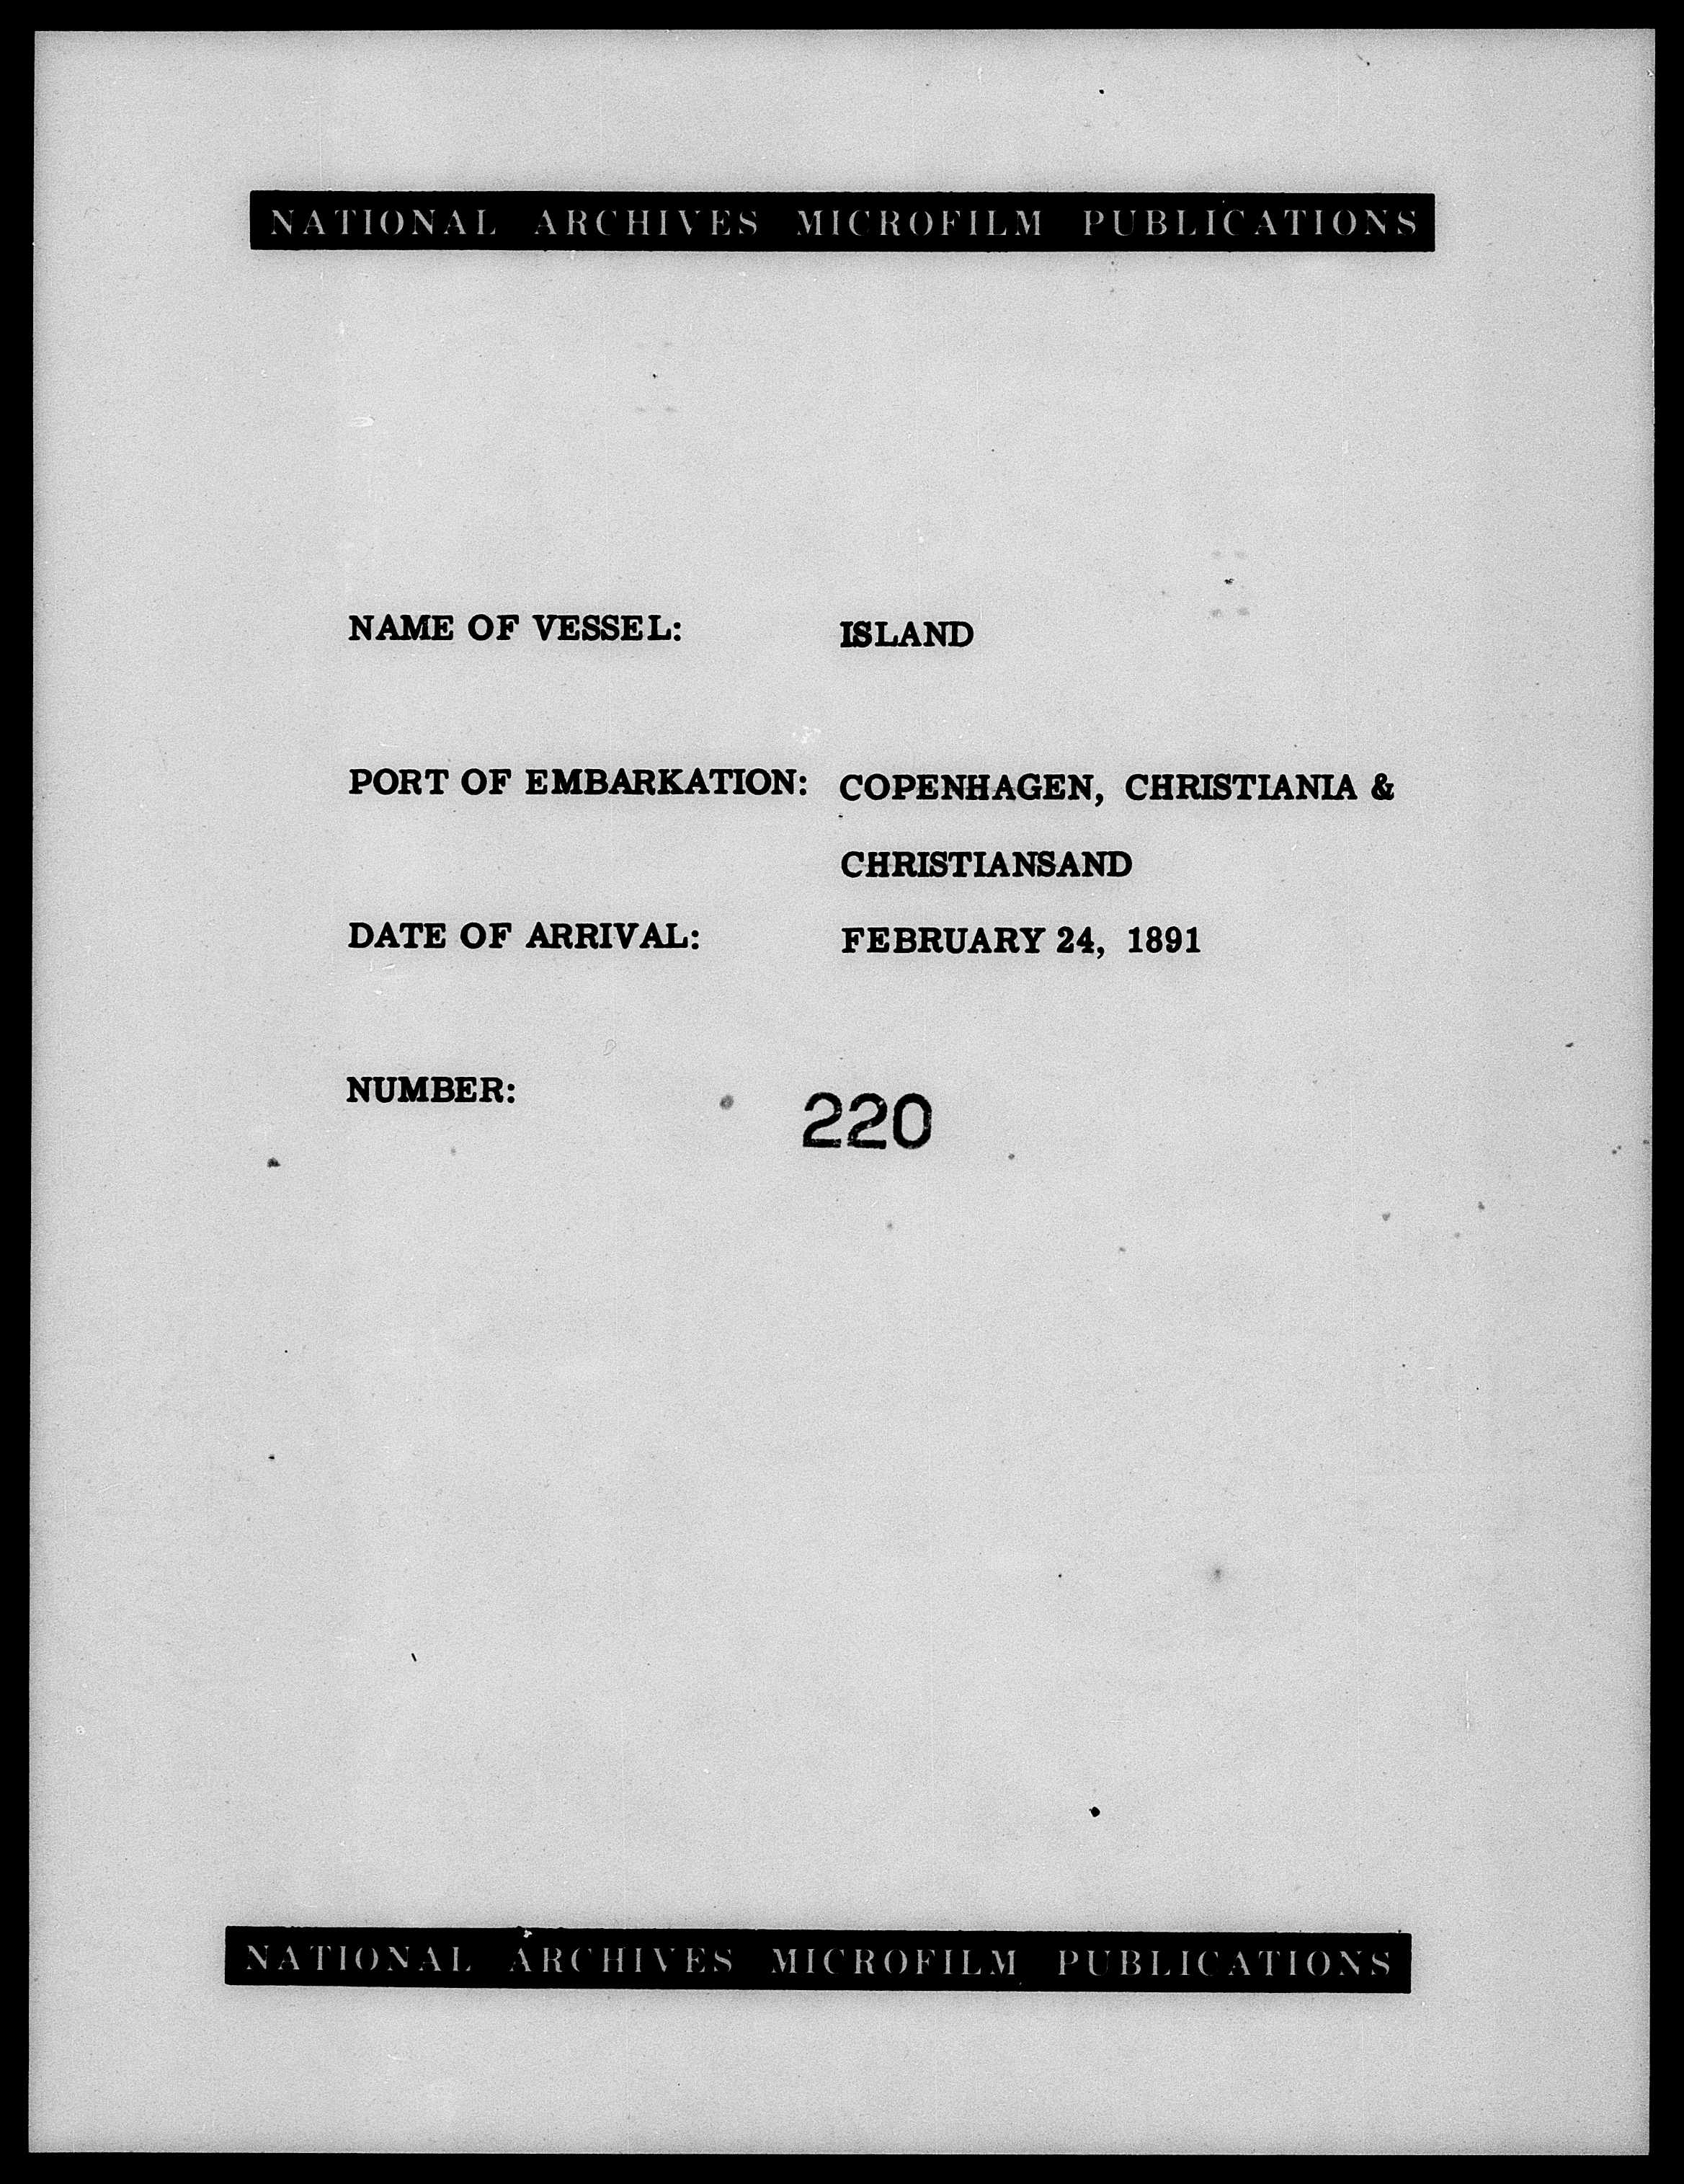 NATIONAL ARCHIVES MICROFILM PUBLICATIONS
NAME OF VESSEL: ISLAND
PORT OF EMBARKATION: COPENHAGEN, CHRISTIANIA &
CHRISTIANSAND
DATE OF ARRIVAL: FEBRUARY 24, 1891
NUMBER: 220
NATIONAL ARCHIVES MICROFILM PUBLICATIONS